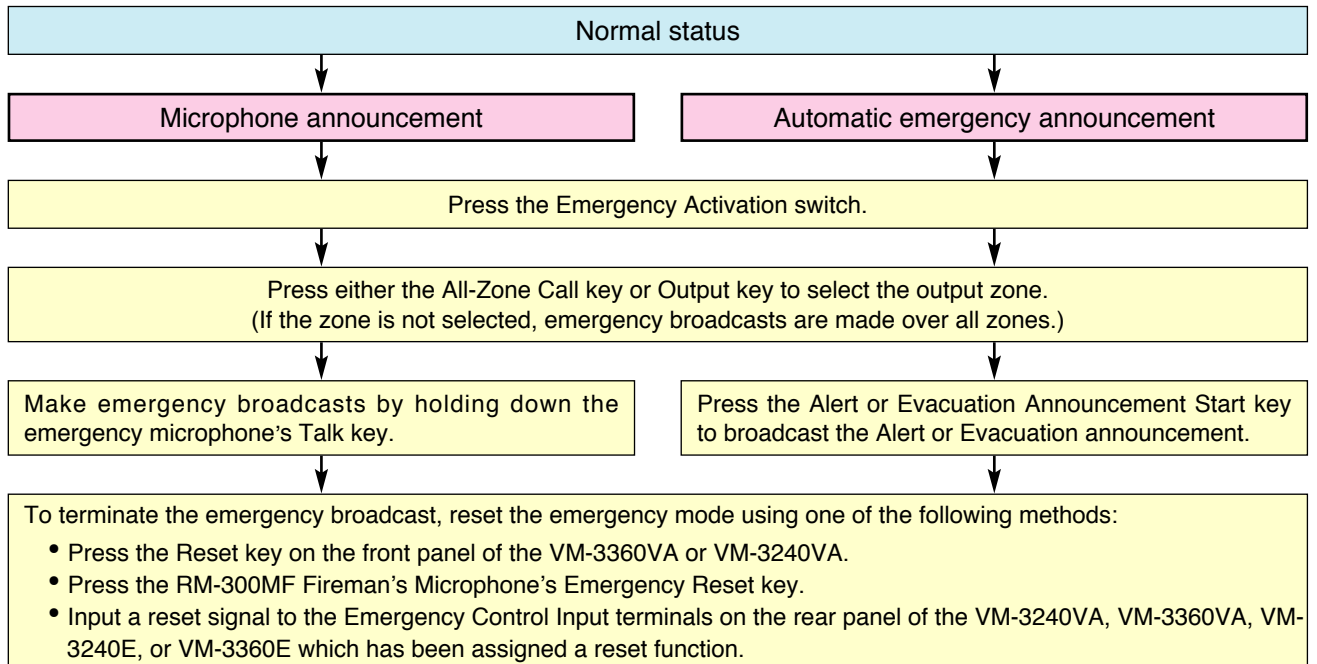 Normal status
Microphone announcement
Automatic emergency announcement
Press the Emergency Activation switch.
Press either the All-Zone Call key or Output key to select the output zone.
(If the zone is not selected, emergency broadcasts are made over all zones.)
Make emergency broadcasts by holding down the
emergency microphone's Talk key.
Press the Alert or Evacuation Announcement Start key
to broadcast the Alert or Evacuation announcement.
To terminate the emergency broadcast, reset the emergency mode using one of the following methods:
• Press the Reset key on the front panel of the VM-3360VA or VM-3240VA.
• Press the RM-300MF Fireman's Microphone's Emergency Reset key.
• Input a reset signal to the Emergency Control Input terminals on the rear panel of the VM-3240VA, VM-3360VA, VM-
3240E, or VM-3360E which has been assigned a reset function.